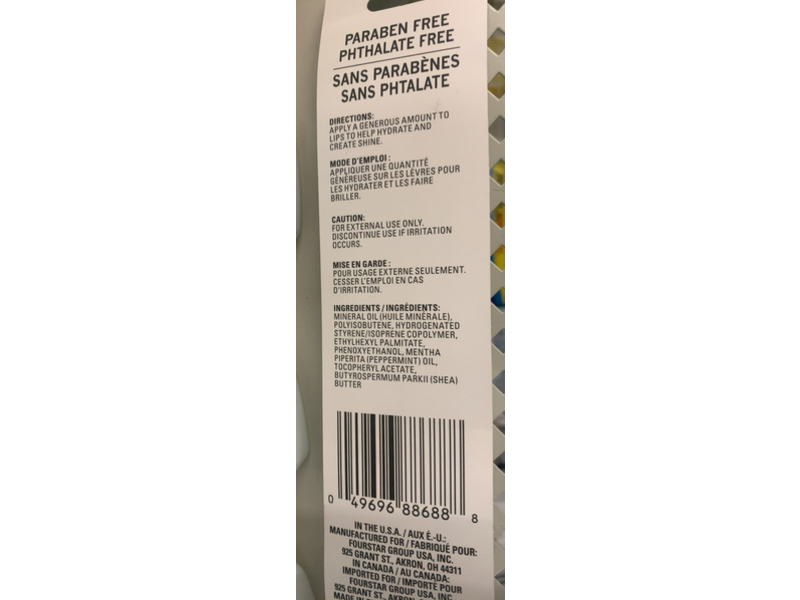 PARABEN FREE
PHTHALATE FREE
SANS PARABÈNES
SANS PHTALATE
DIRECTIONS:
APPLY A GENEROUS AMOUNT TO
LIPS TO HELP HYDRATE AND
CREATE SHINE.
MODE D'EMPLOI :
APPLIQUER UNE QUANTITÉ
GÉNÉREUSE SUR LES LÈVRES POUR
LES HYDRATER ET LES FAIRE
BRILLER.
CAUTION:
FOR EXTERNAL USE ONLY.
DISCONTINUE USE IF IRRITATION
OCCURS.
MISE EN GARDE :
POUR USAGE EXTERNE SEULEMENT.
CESSER L'EMPLOI EN CAS
D'IRRITATION.
INGREDIENTS / INGRÉDIENTS:
MINERAL OIL (HUILE MINÉRALE),
POLYISOBUTENE, HYDROGENATED
STYRENE/ISOPRENE COPOLYMER,
ETHYLHEXYL PALMITATE,
PHENOXYETHANOL, MENTHA
PIPERITA (PEPPERMINT) OIL,
TOCOPHERYL ACETATE,
BUTYROSPERMUM PARKII (SHEA)
BUTTER
0 49696 88688 8
IN THE U.S.A. / AUX É.-U.:
MANUFACTURED FOR / FABRIQUÉ POUR:
FOURSTAR GROUP USA, INC.
925 GRANT ST., AKRON, OH 44311
IN CANADA / AU CANADA:
IMPORTED FOR / IMPORTÉ POUR
FOURSTAR GROUP USA, INC
925 GRANT ST., AKRON,
MADE IN